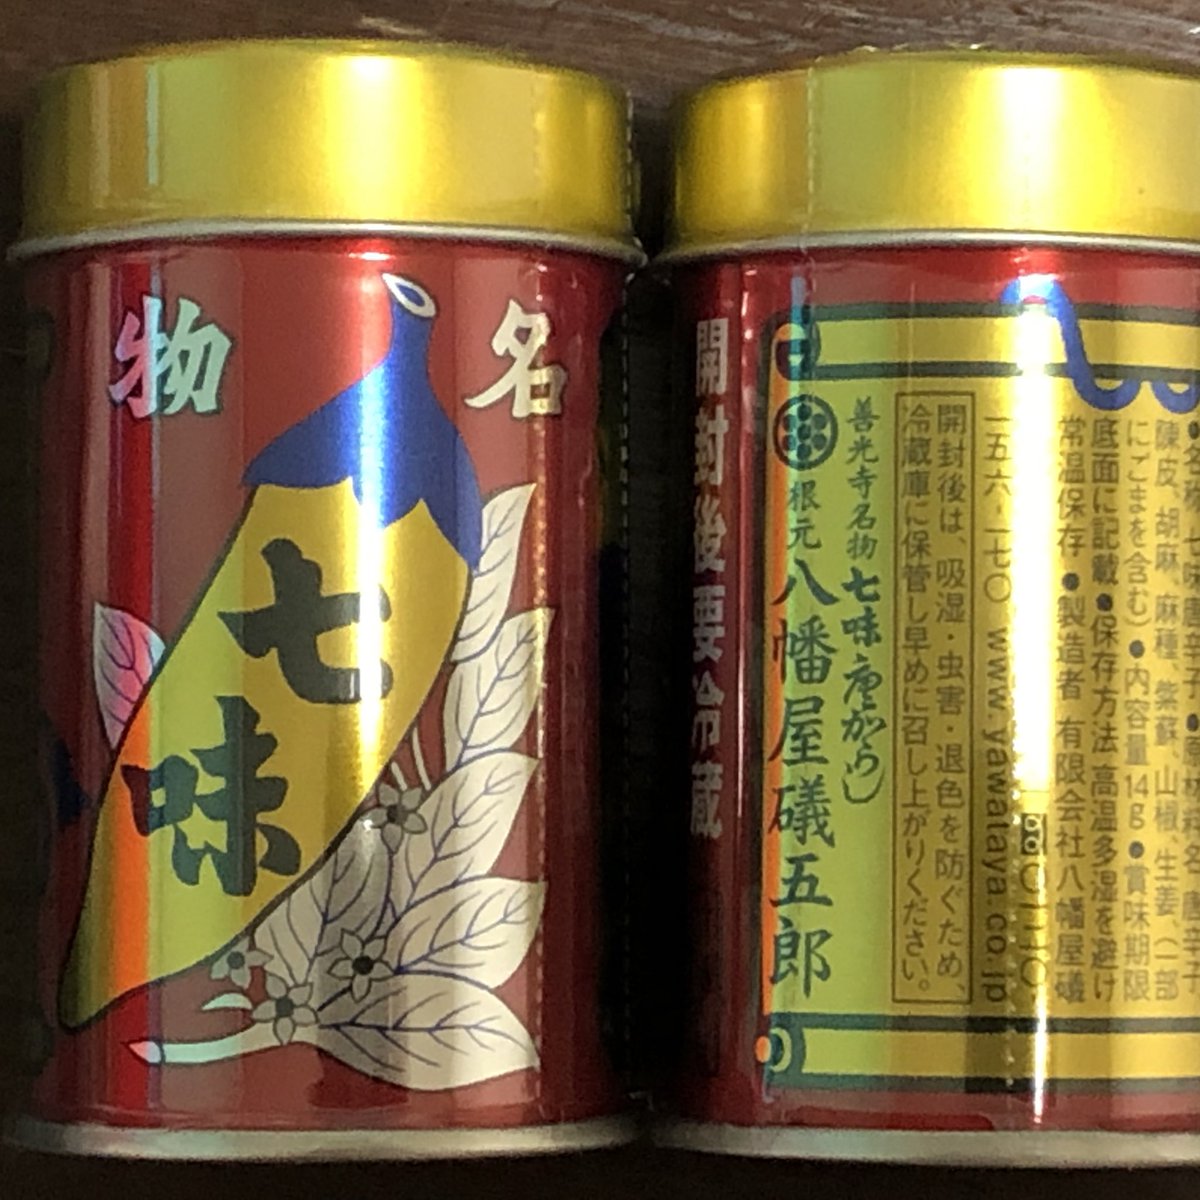 名物
七味
開封後要冷蔵
陳皮、胡麻、麻種、紫蘇、山椒、生姜、(一部
にごまを含む)●内容量14g●賞味期限
底面に記載●保存方法 高温多湿を避け
常温保存●製造者 有限会社八幡屋礒
一五六-一七〇 www.yawataya.co.jp
開封後は、吸湿・虫害・退色を防ぐため、
冷蔵庫に保管し早めに召し上がりください。
善光寺名物 七味唐がらし
根元 八幡屋礒五郎